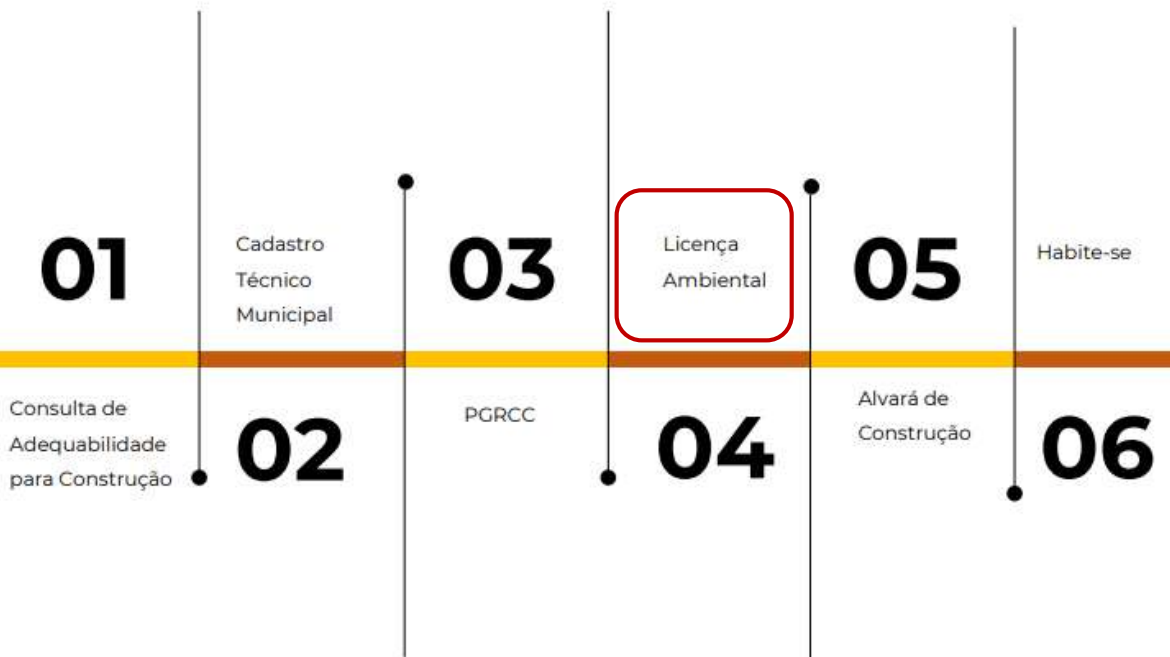 01
Consulta de
Adequabilidade
para Construção
Cadastro
Técnico
Municipal
02
03
PGRCC
Licença
Ambiental
04
05
Alvará de
Construção
Habite-se
06